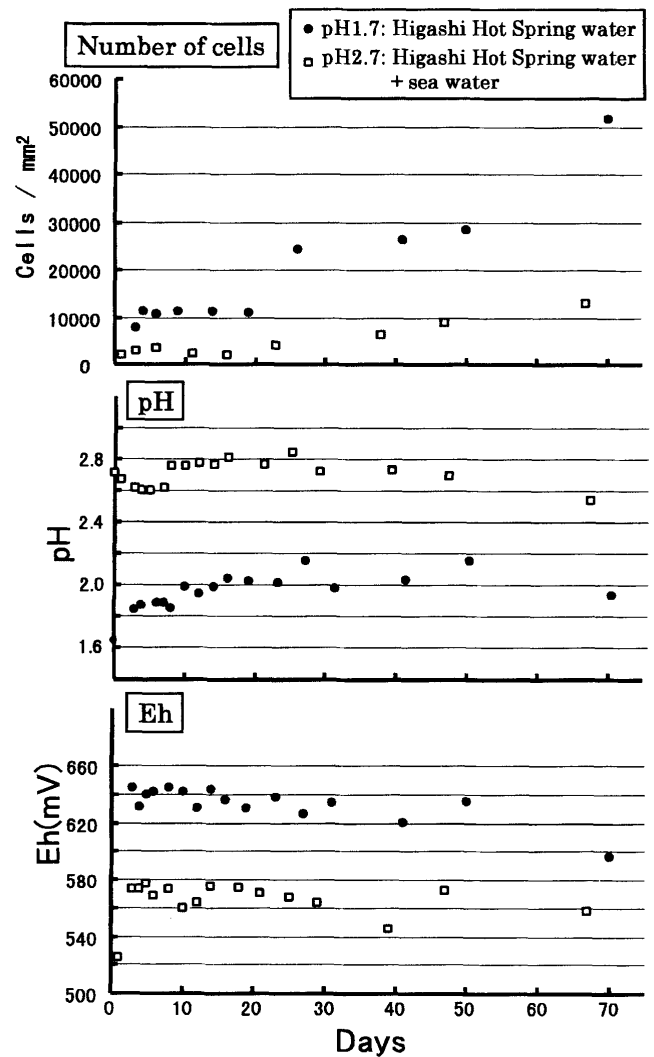 Number of cells
● pH1.7: Higashi Hot Spring water
□ pH2.7: Higashi Hot Spring water
+ sea water
60000
50000
40000
30000
20000
10000
0
Cells / mm²
pH
2.8
2.4
2.0
1.6
pH
Eh
660
620
580
540
500
Eh(mV)
0 10 20 30 40 50 60 70
Days